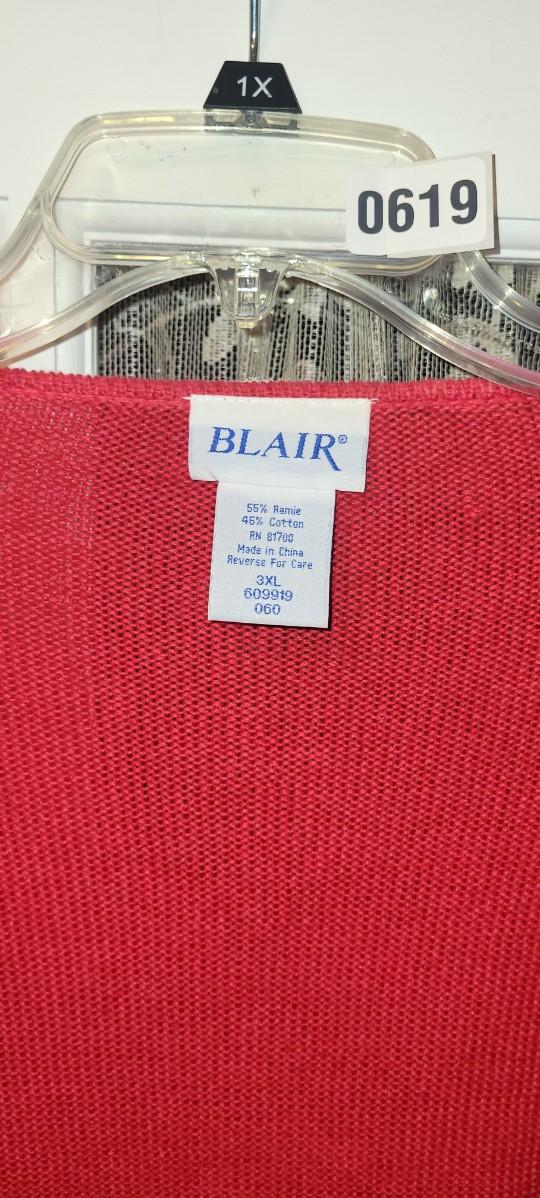 1X
0619
BLAIR®
55% Ramie
45% Cotton
RN 81700
Made in China
Reverse For Care
3XL
609919
060